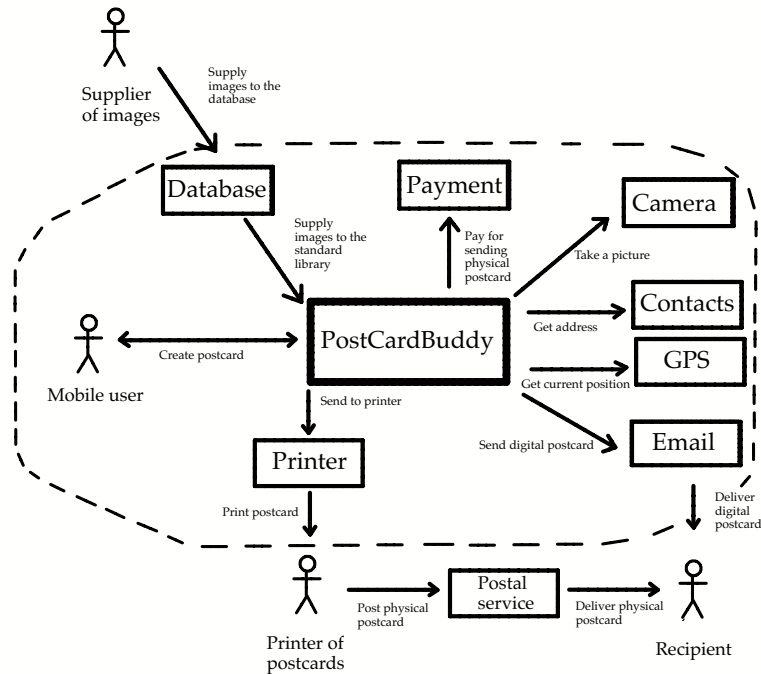 Supplier
of images
Supply
images to the
database
Database
Payment
Camera
Supply
images to the
standard
library
Pay for
sending
physical
postcard
Take a picture
Contacts
Get address
PostCardBuddy
Create postcard
Mobile user
GPS
Get current position
Send to printer
Email
Send digital postcard
Printer
Print postcard
Deliver
digital
postcard
Printer of
postcards
Post physical
postcard
Postal
service
Deliver physical
postcard
Recipient